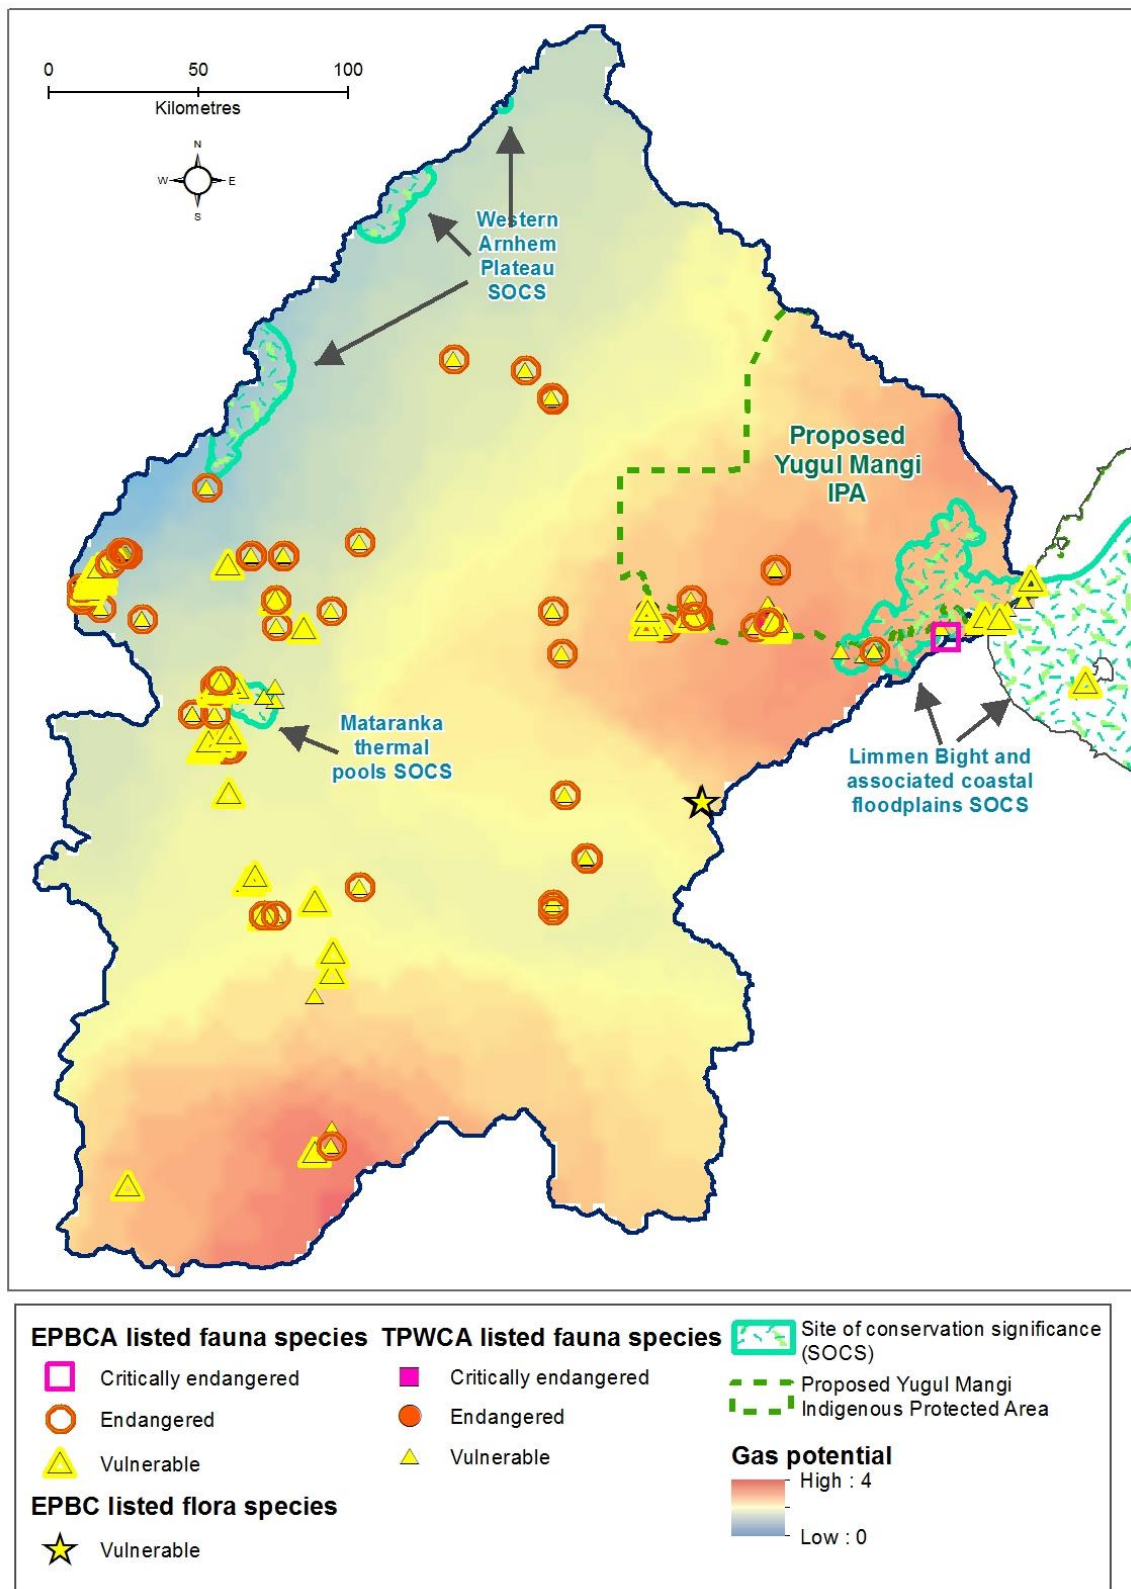 0 50 100
Kilometres
N
W E
S
Western
Arnhem
Plateau
SOCS
Proposed
Yugul Mangi
IPA
Mataranka
thermal
pools SOCS
Limmen Bight and
associated coastal
floodplains SOCS
EPBCA listed fauna species
Critically endangered
Endangered
Vulnerable
EPBC listed flora species
Vulnerable
TPWCA listed fauna species
Critically endangered
Endangered
Vulnerable
Site of conservation significance
(SOCS)
Proposed Yugul Mangi
Indigenous Protected Area
Gas potential
High : 4
Low : 0